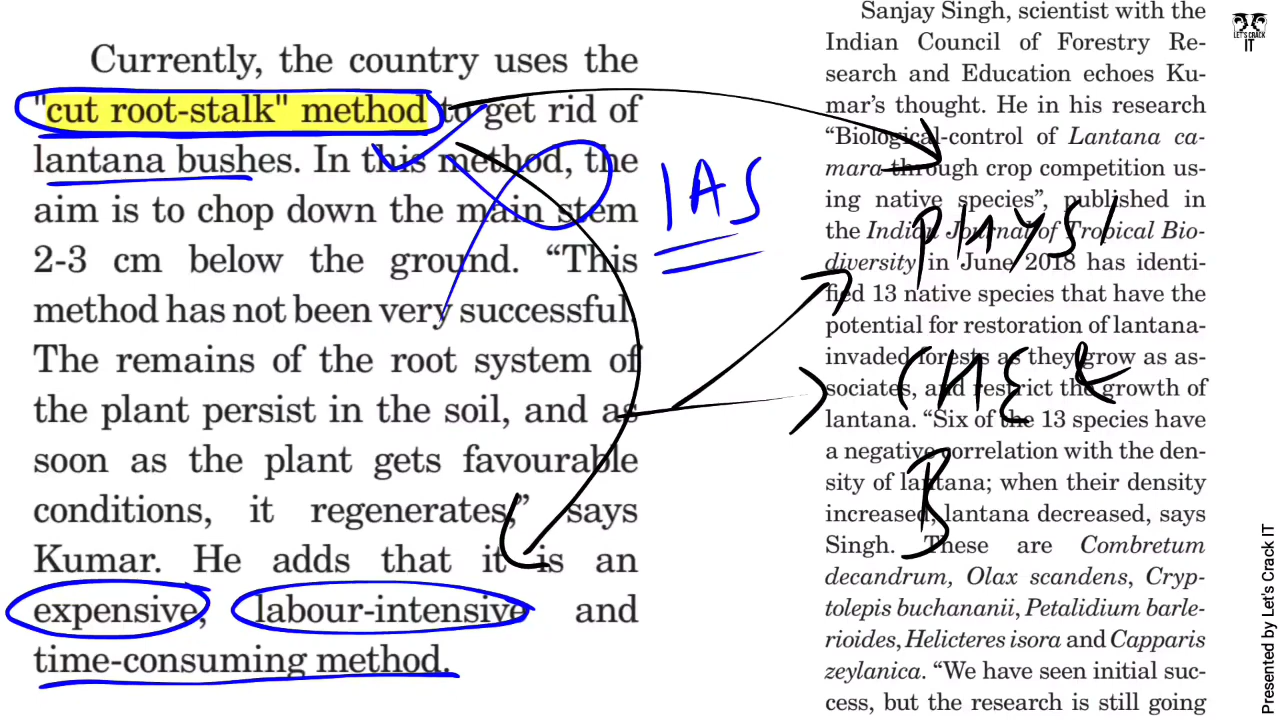 Currently, the country uses the
"cut root-stalk" method to get rid of
lantana bushes. In this method, the
aim is to chop down the main stem
2-3 cm below the ground. “This
method has not been very successful.
The remains of the root system of
the plant persist in the soil, and as
soon as the plant gets favourable
conditions, it regenerates,” says
Kumar. He adds that it is an
expensive, labour-intensive and
time-consuming method.
IAS
Sanjay Singh, scientist with the
Indian Council of Forestry Re-
search and Education echoes Ku-
mar’s thought. He in his research
“Biological-control of Lantana ca-
mara through crop competition us-
ing native species”, published in
the Indian Journal of Tropical Bio-
diversity in June 2018 has identi-
fied 13 native species that have the
potential for restoration of lantana-
invaded forests as they grow as as-
sociates, and restrict the growth of
lantana. “Six of the 13 species have
a negative correlation with the den-
sity of lantana; when their density
increased, lantana decreased, says
Singh. These are Combretum
decandrum, Olax scandens, Cryp-
tolepis buchananii, Petalidium barle-
rioides, Helicteres isora and Capparis
zeylanica. “We have seen initial suc-
cess, but the research is still going
PHYSI
B
LET'S CRACK
IT
Presented by Let's Crack IT